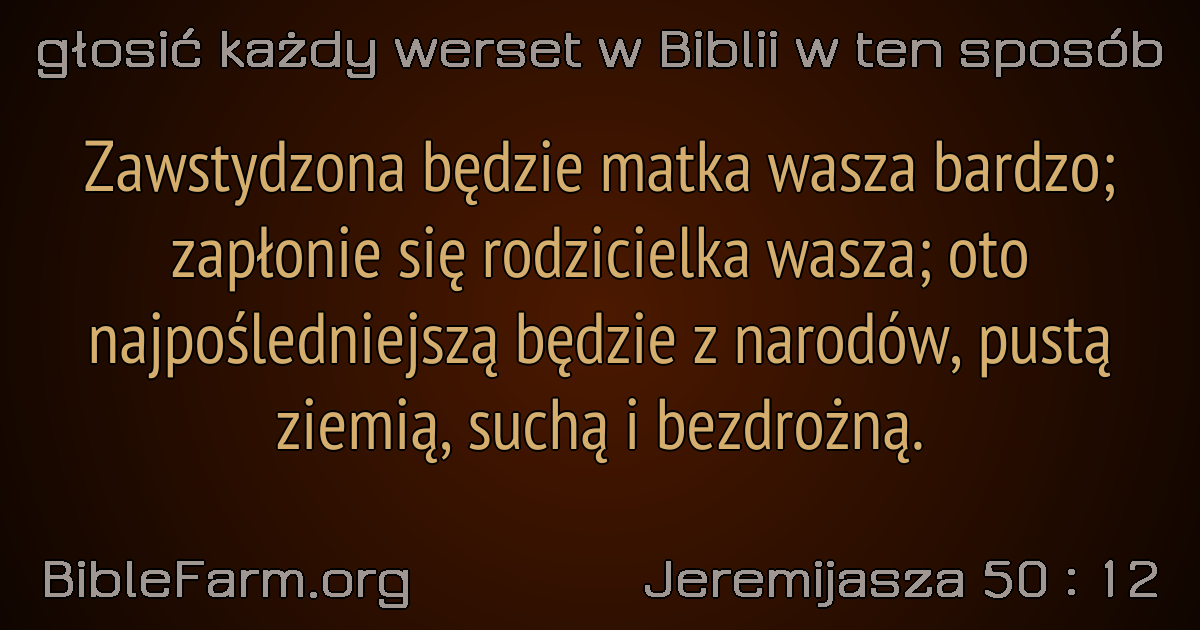 głosić każdy werset w Biblii w ten sposób
Zawstydzona będzie matka wasza bardzo;
zapłonie się rodzicielka wasza; oto
najpośledniejszą będzie z narodów, pustą
ziemią, suchą i bezdrożną.
BibleFarm.org
Jeremijasza 50 : 12